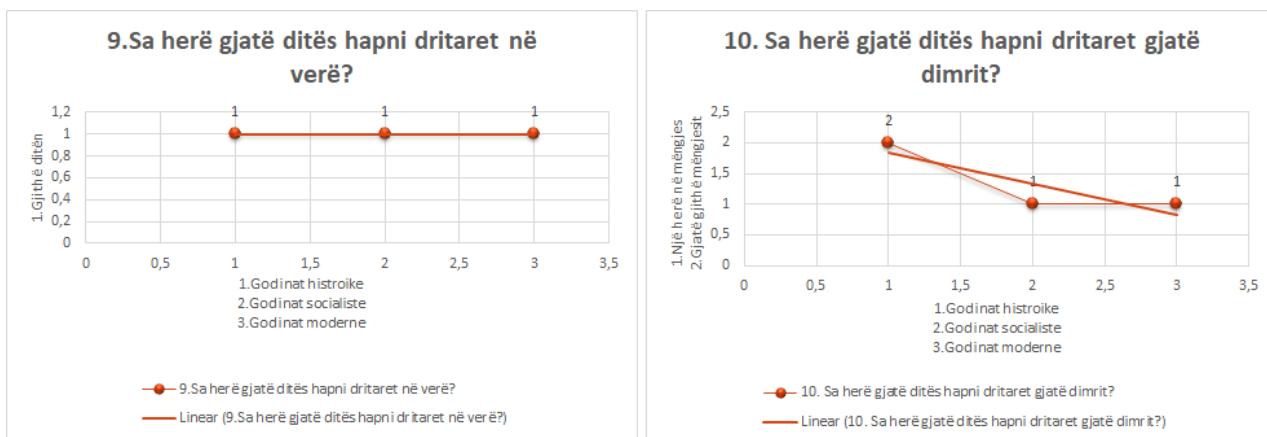 9.Sa herë gjatë ditës hapni dritaret në
verë?
1.Gjithë ditën
1,2
1
0,8
0,6
0,4
0,2
0
1
1
1
0
0,5
1
1,5
2
2,5
3
3,5
1.Godinat histroike
2.Godinat socialiste
3.Godinat moderne
9.Sa herë gjatë ditës hapni dritaret në verë?
Linear (9.Sa herë gjatë ditës hapni dritaret në verë?)
10. Sa herë gjatë ditës hapni dritaret gjatë
dimrit?
1.Një herë në mëngjes
2.Gjatë gjithë mëngjesit
2,5
2
1,5
1
0,5
0
2
1
1
0
0,5
1
1,5
2
2,5
3
3,5
1.Godinat histroike
2.Godinat socialiste
3.Godinat moderne
10. Sa herë gjatë ditës hapni dritaret gjatë dimrit?
Linear (10. Sa herë gjatë ditës hapni dritaret gjatë dimrit?)